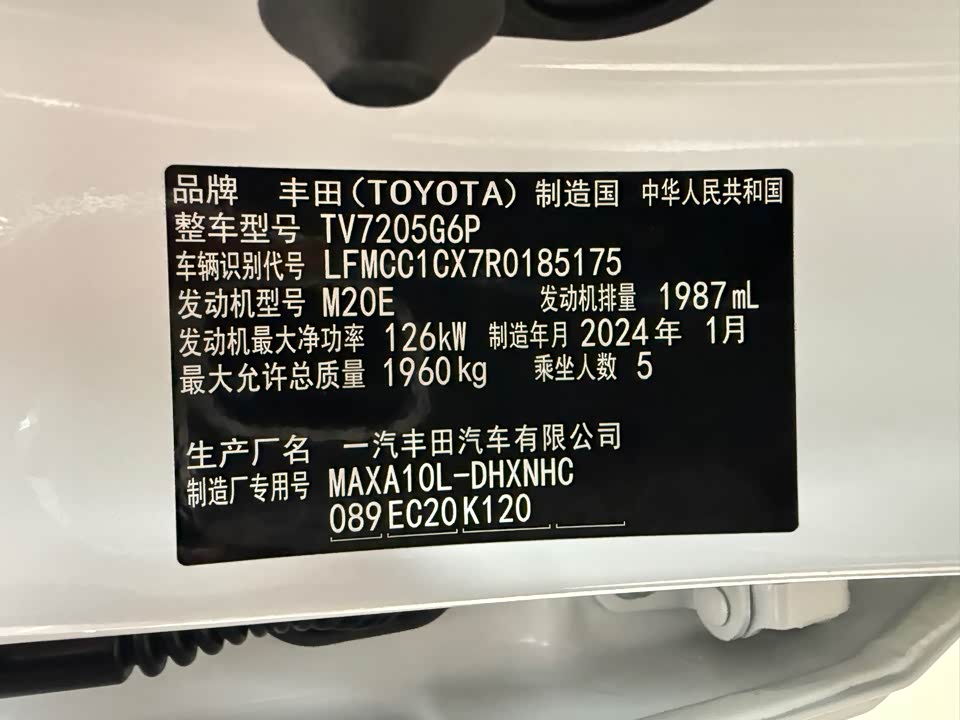 品牌 丰田(TOYOTA) 制造国 中华人民共和国
整车型号 TV7205G6P
车辆识别代号 LFMCC1CX7R0185175
发动机型号 M20E 发动机排量 1987mL
发动机最大净功率 126kW 制造年月 2024年 1月
最大允许总质量 1960kg 乘坐人数 5
生产厂名 一汽丰田汽车有限公司
制造厂专用号 MAXA10L-DHXNHC
089 EC20 K120